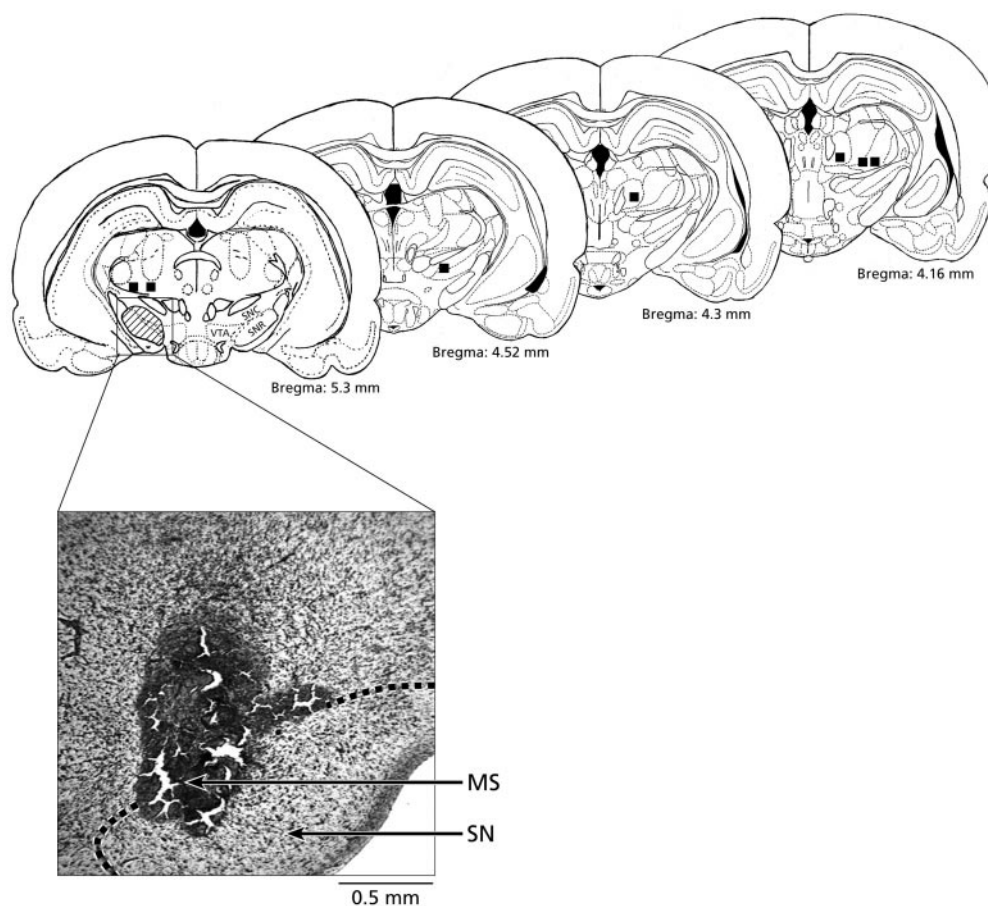 Bregma: 4.16 mm
Bregma: 4.3 mm
Bregma: 4.52 mm
SNC
SNR
VTA
Bregma: 5.3 mm
MS
SN
0.5 mm